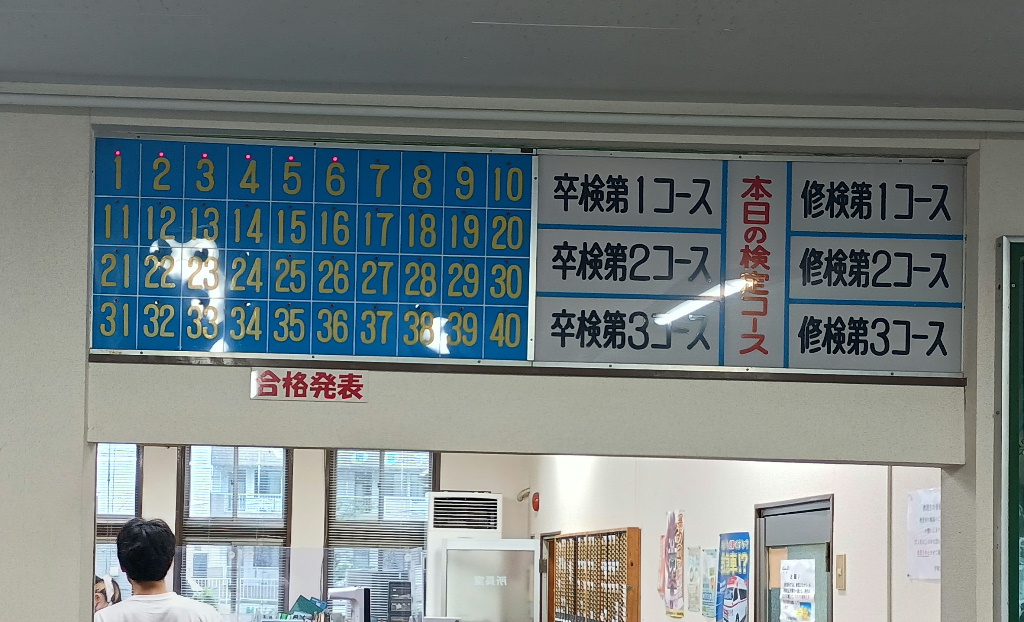 1 2 3 4 5 6 7 8 9 10
11 12 13 14 15 16 17 18 19 20
21 22 23 24 25 26 27 28 29 30
31 32 33 34 35 36 37 38 39 40
卒検第1コース
卒検第2コース
卒検第3コース
本日の検定コース
修検第1コース
修検第2コース
修検第3コース
合格発表